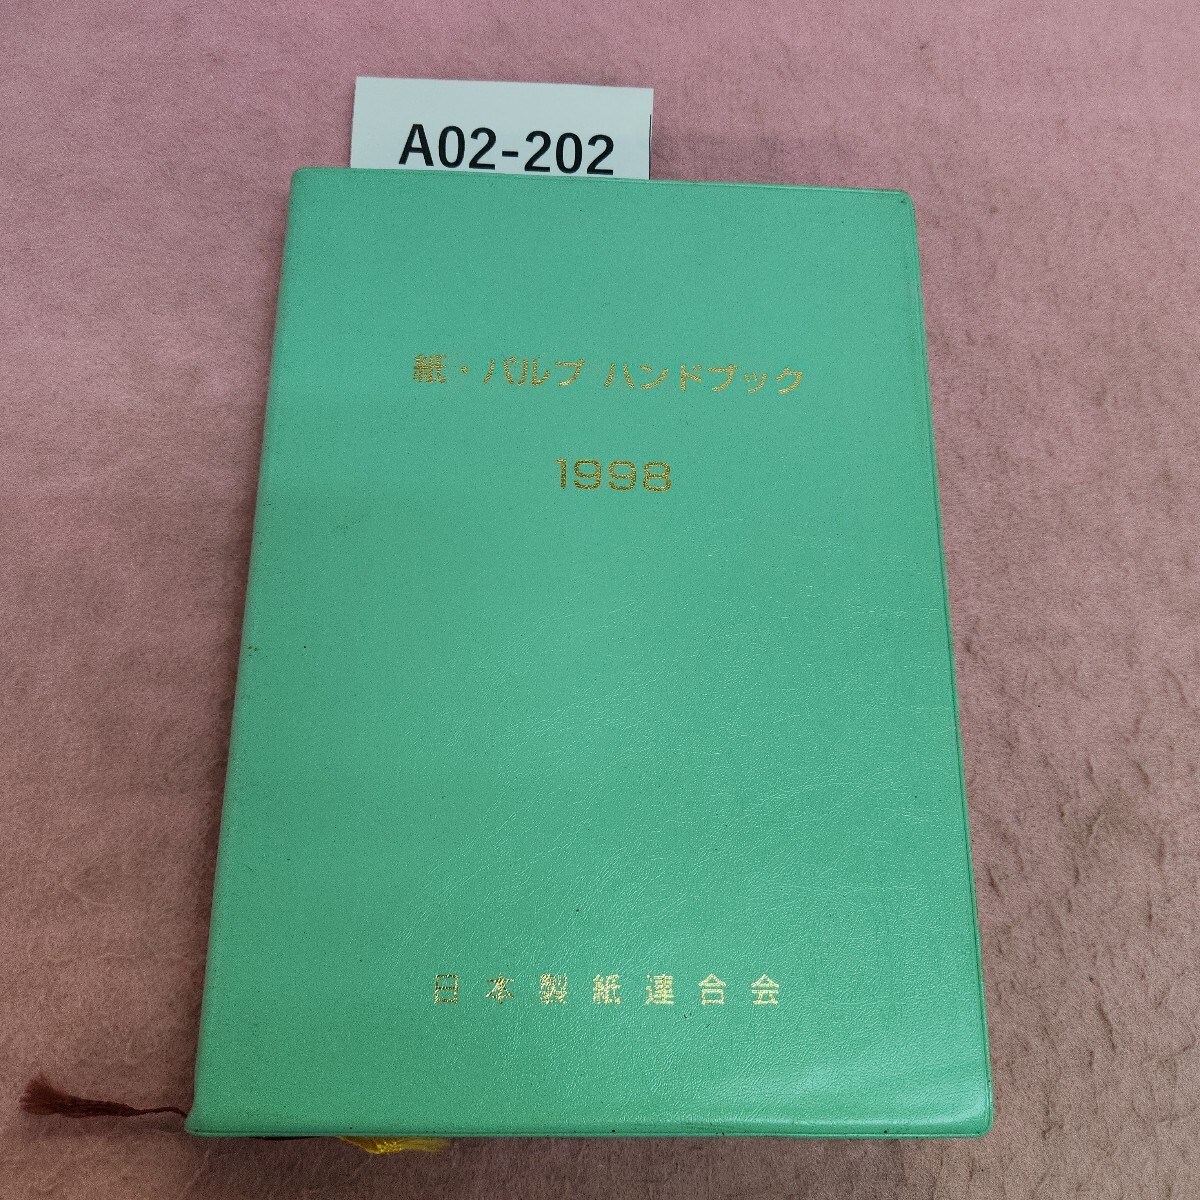 A02-202
紙・パルプ ハンドブック
1998
日本製紙連合会